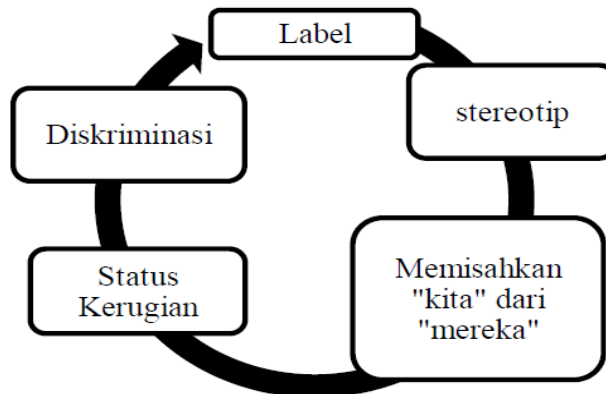 Label
stereotip
Memisahkan
"kita" dari
"mereka"
Status
Kerugian
Diskriminasi